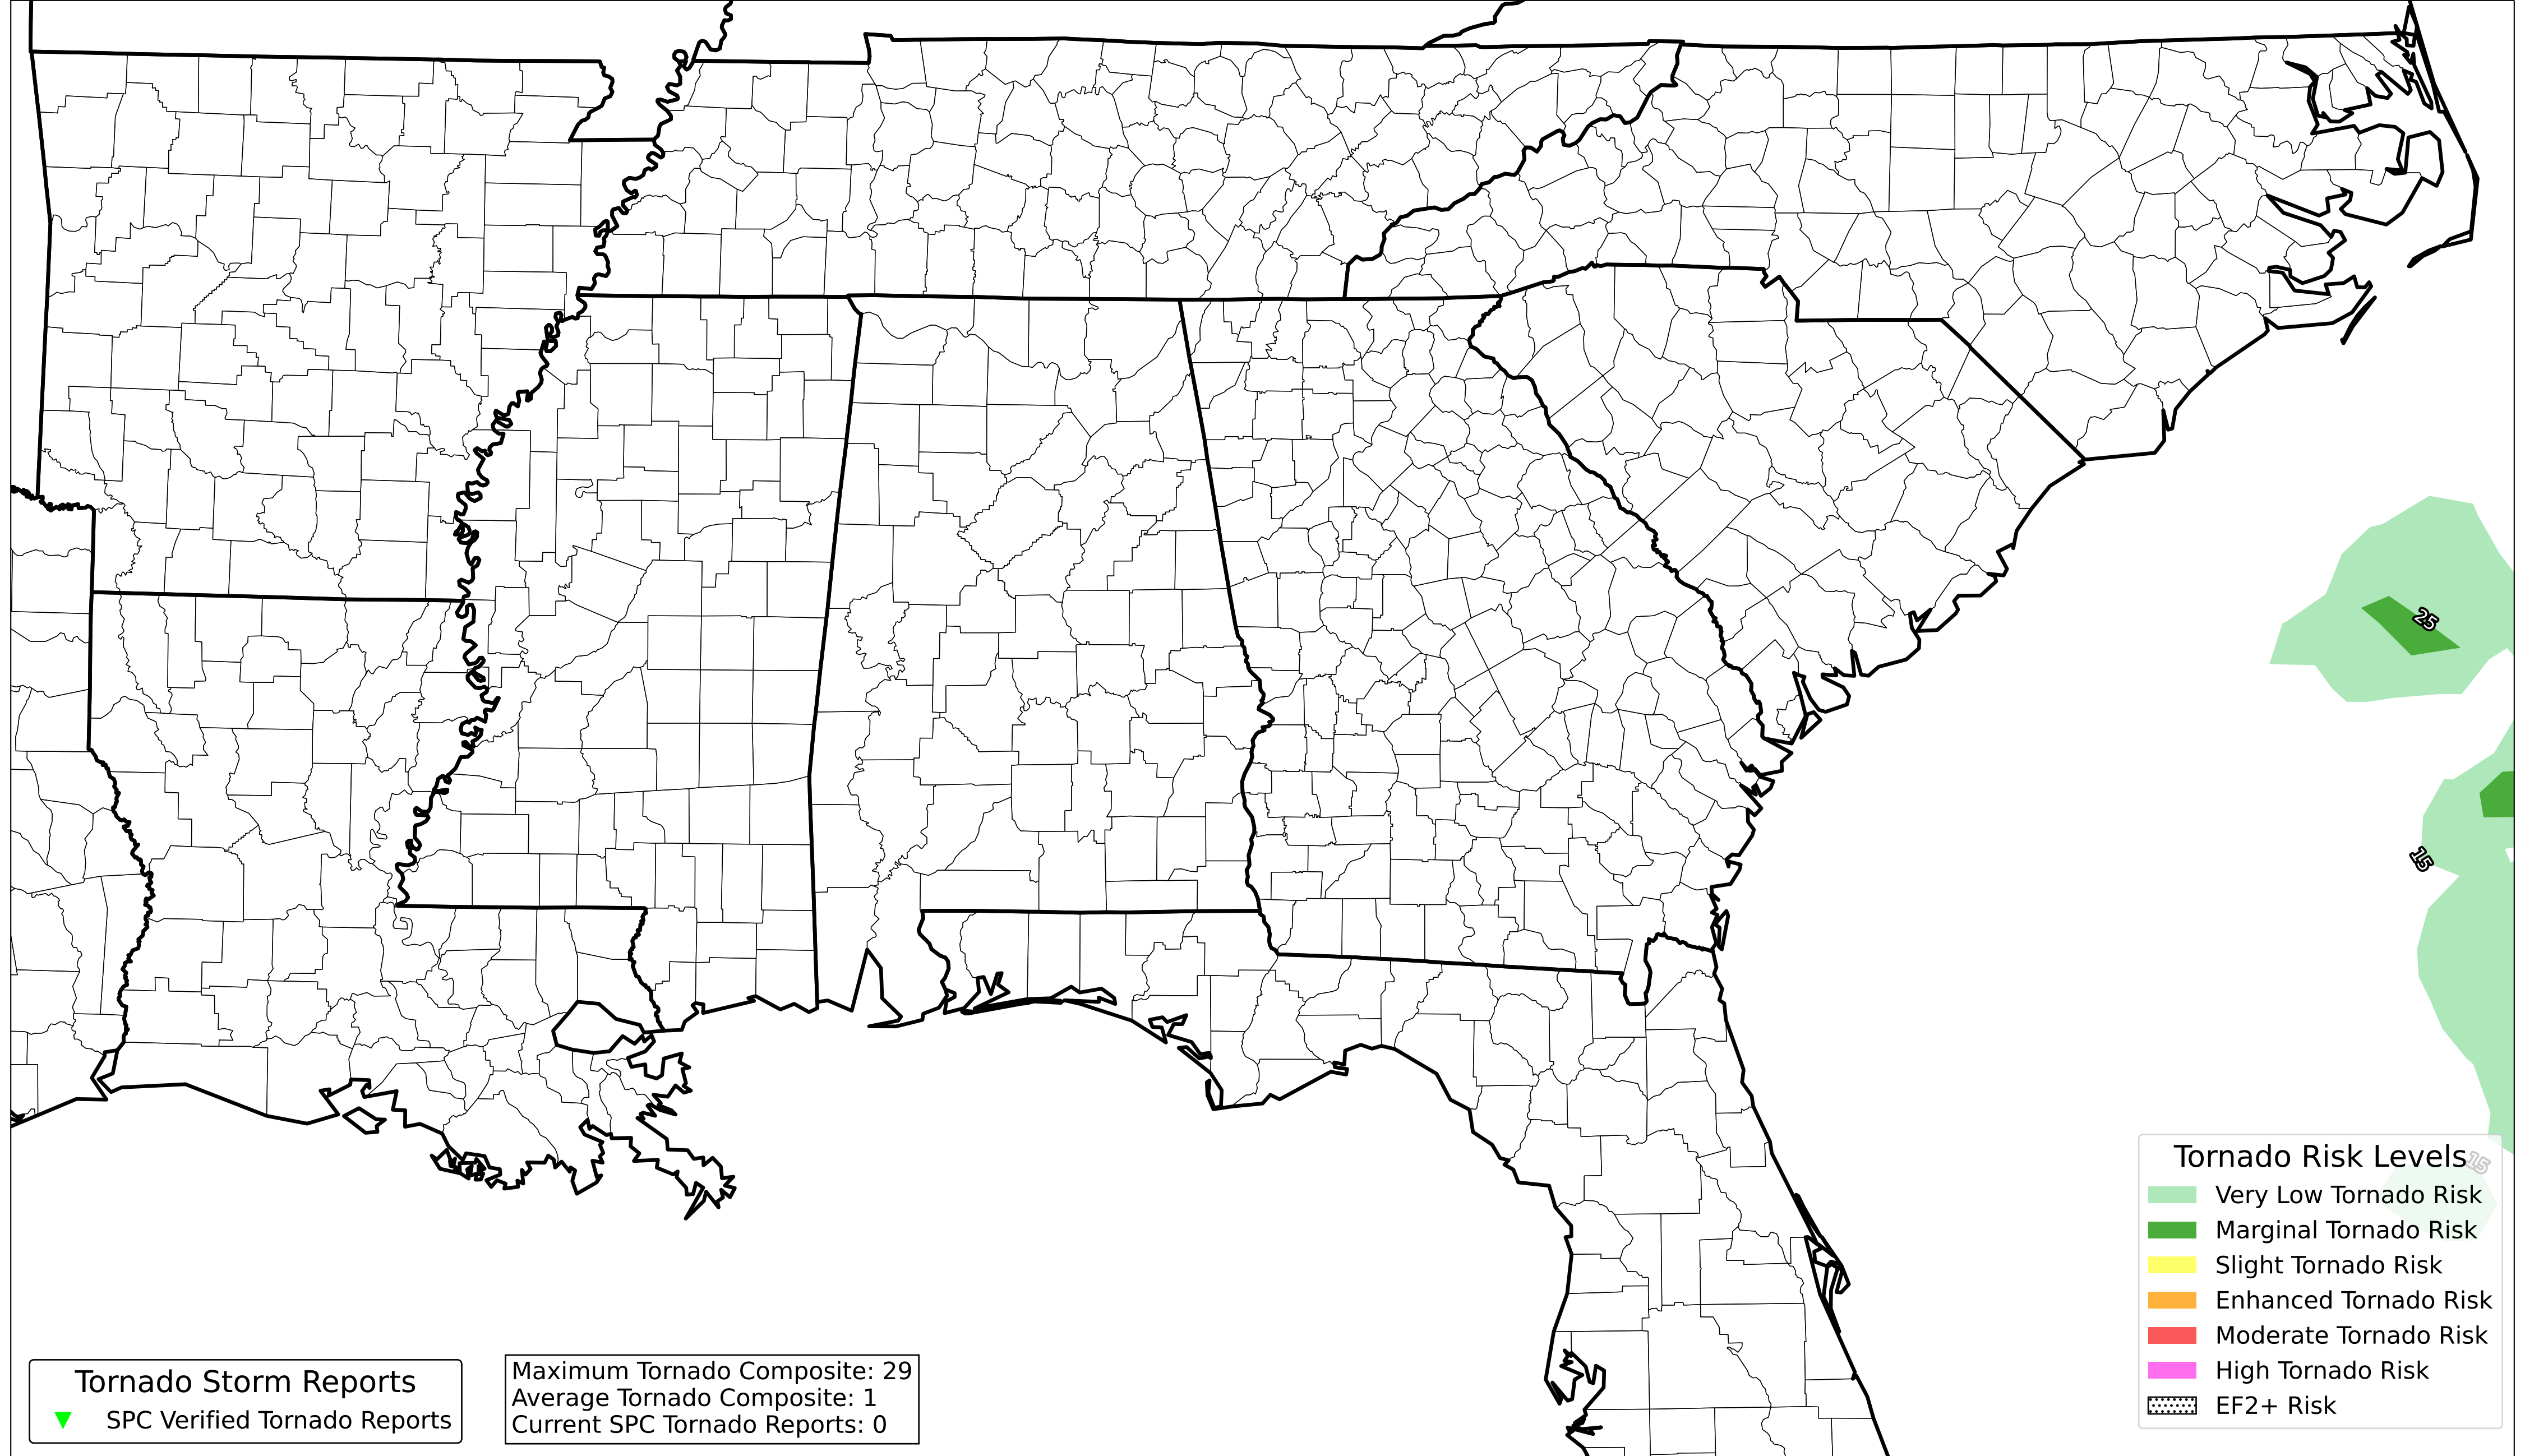 25
15
15
Tornado Risk Levels
Very Low Tornado Risk
Marginal Tornado Risk
Slight Tornado Risk
Enhanced Tornado Risk
Moderate Tornado Risk
High Tornado Risk
EF2+ Risk
Tornado Storm Reports
SPC Verified Tornado Reports
Maximum Tornado Composite: 29
Average Tornado Composite: 1
Current SPC Tornado Reports: 0